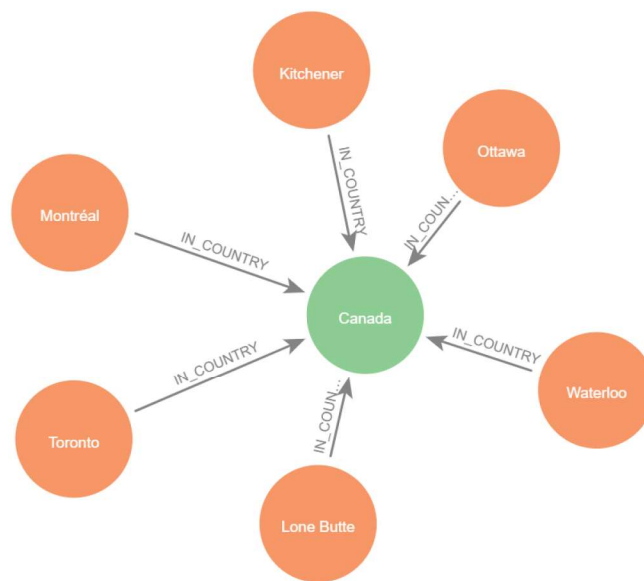 Kitchener
Ottawa
IN_COUNTRY
IN_COUN...
Montréal
IN_COUNTRY
Canada
IN_COUNTRY
IN_COUNTRY
Waterloo
IN_COUN...
Toronto
Lone Butte